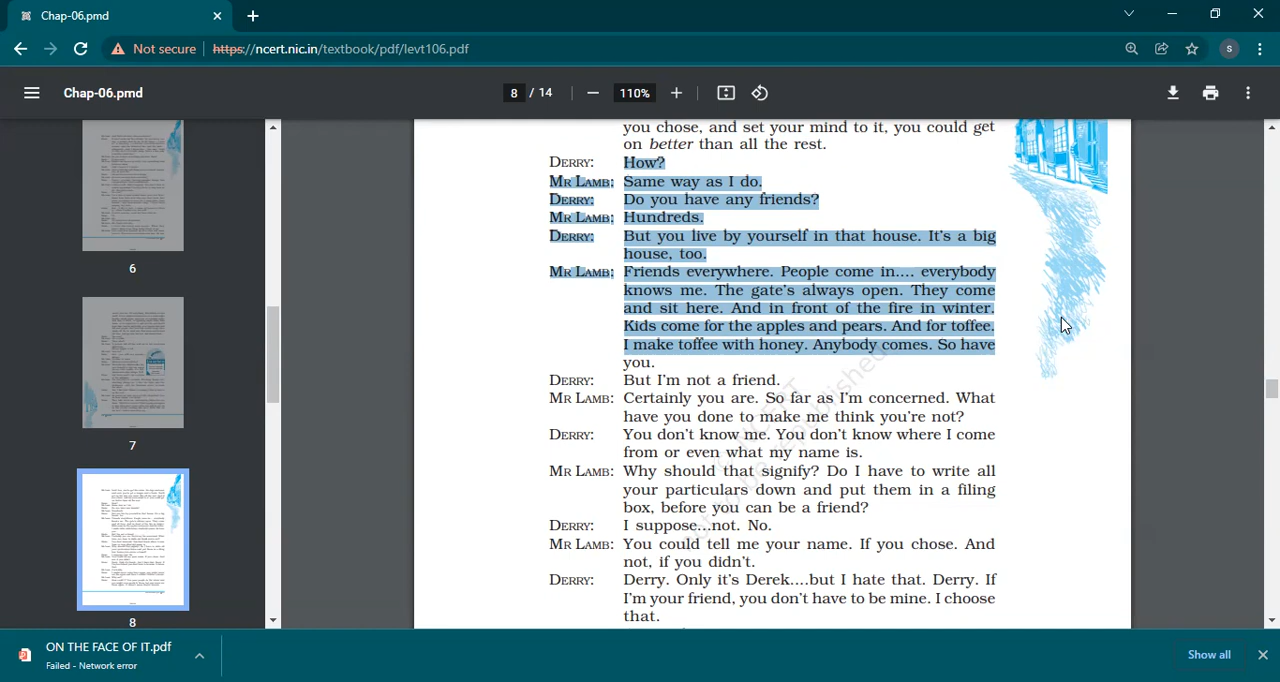 Chap-06.pmd
Not secure https://ncert.nic.in/textbook/pdf/levt106.pdf
S
Chap-06.pmd
8 / 14
110%
6
7
8
you chose, and set your mind to it, you could get
on better than all the rest.
DERRY: How?
MR LAMB: Same way as I do.
DERRY: Do you have any friends?
MR LAMB: Hundreds.
DERRY: But you live by yourself in that house. It's a big
house, too.
MR LAMB: Friends everywhere. People come in.... everybody
knows me. The gate's always open. They come
and sit here. And in front of the fire in winter.
Kids come for the apples and pears. And for toffee.
I make toffee with honey. Anybody comes. So have
you.
DERRY: But I'm not a friend.
MR LAMB: Certainly you are. So far as I'm concerned. What
have you done to make me think you're not?
DERRY: You don't know me. You don't know where I come
from or even what my name is.
MR LAMB: Why should that signify? Do I have to write all
your particulars down and put them in a filing
box, before you can be a friend?
DERRY: I suppose...not. No.
MR LAMB: You could tell me your name. If you chose. And
not, if you didn't.
DERRY: Derry. Only it's Derek....but I hate that. Derry. If
I'm your friend, you don't have to be mine. I choose
that.
republished
ON THE FACE OF IT.pdf
Failed - Network error
Show all